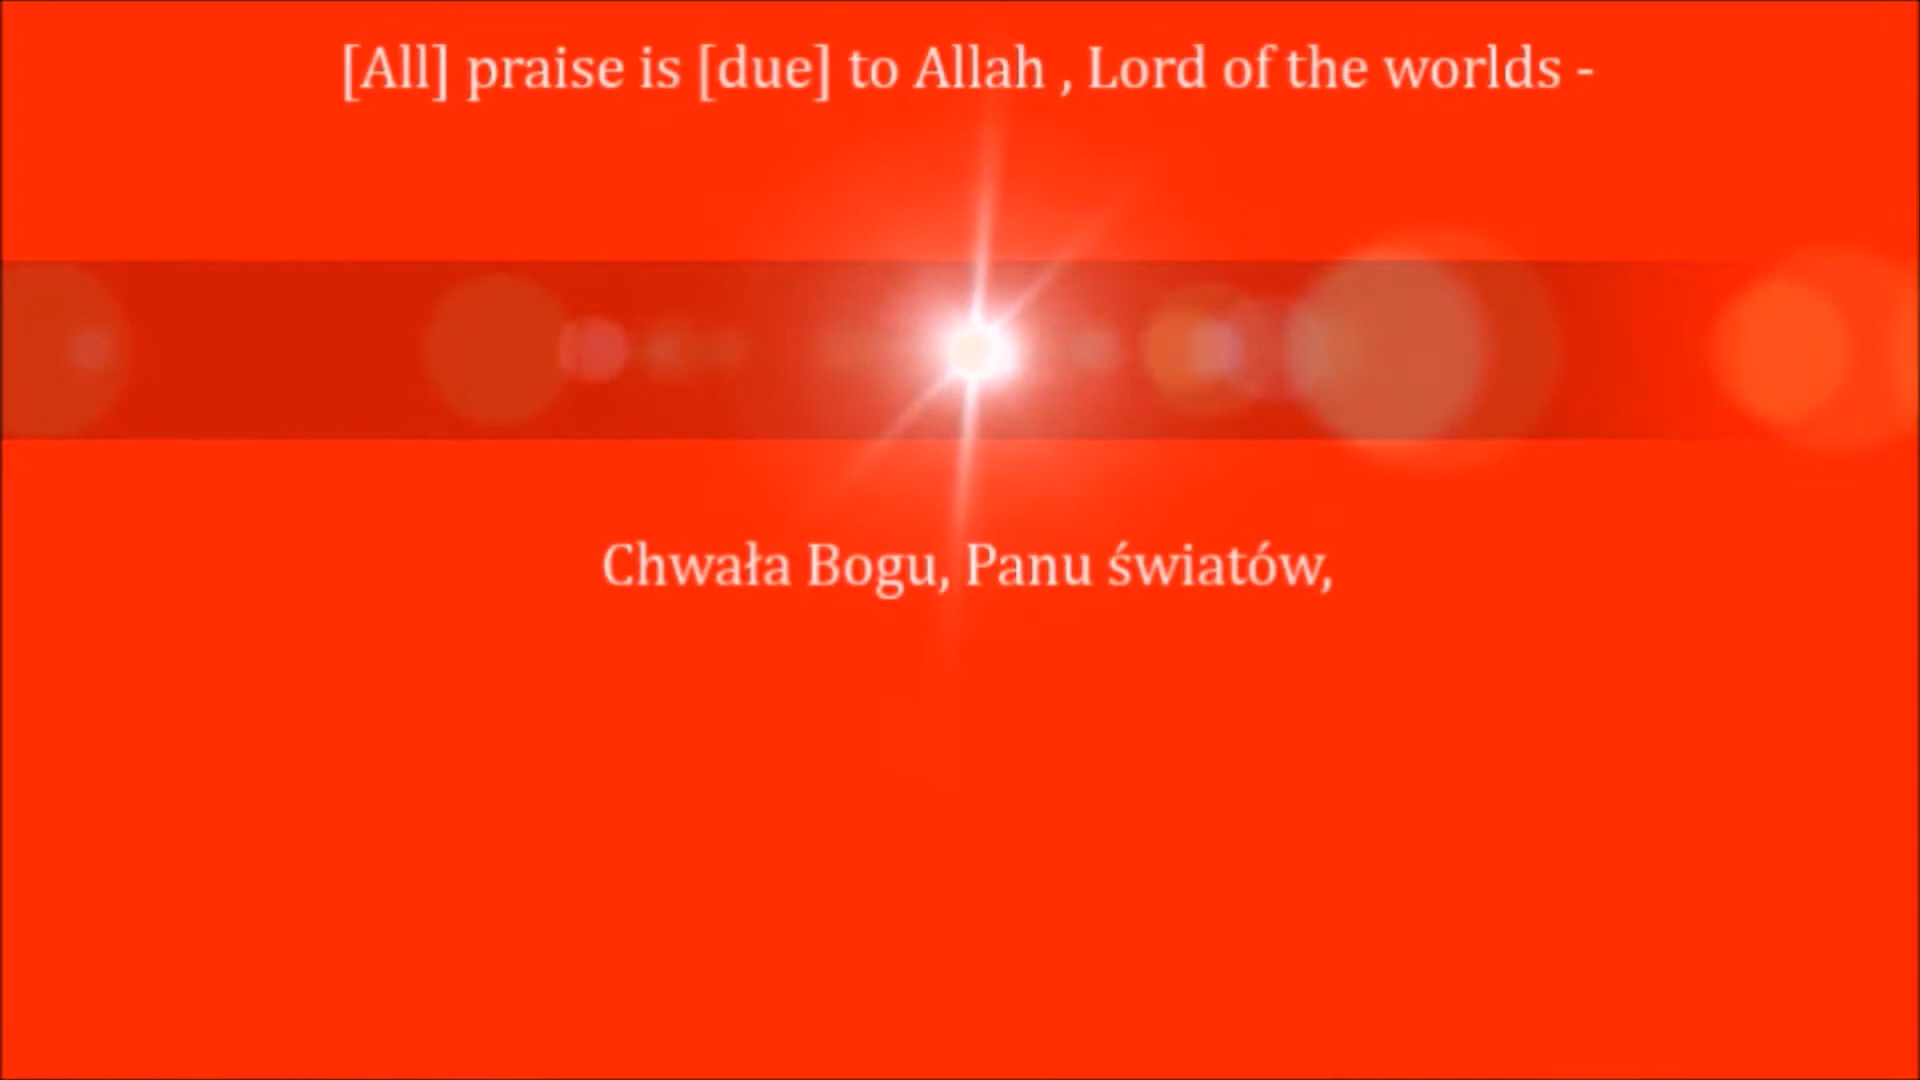 [All] praise is [due] to Allah , Lord of the worlds -
Chwała Bogu, Panu światów,